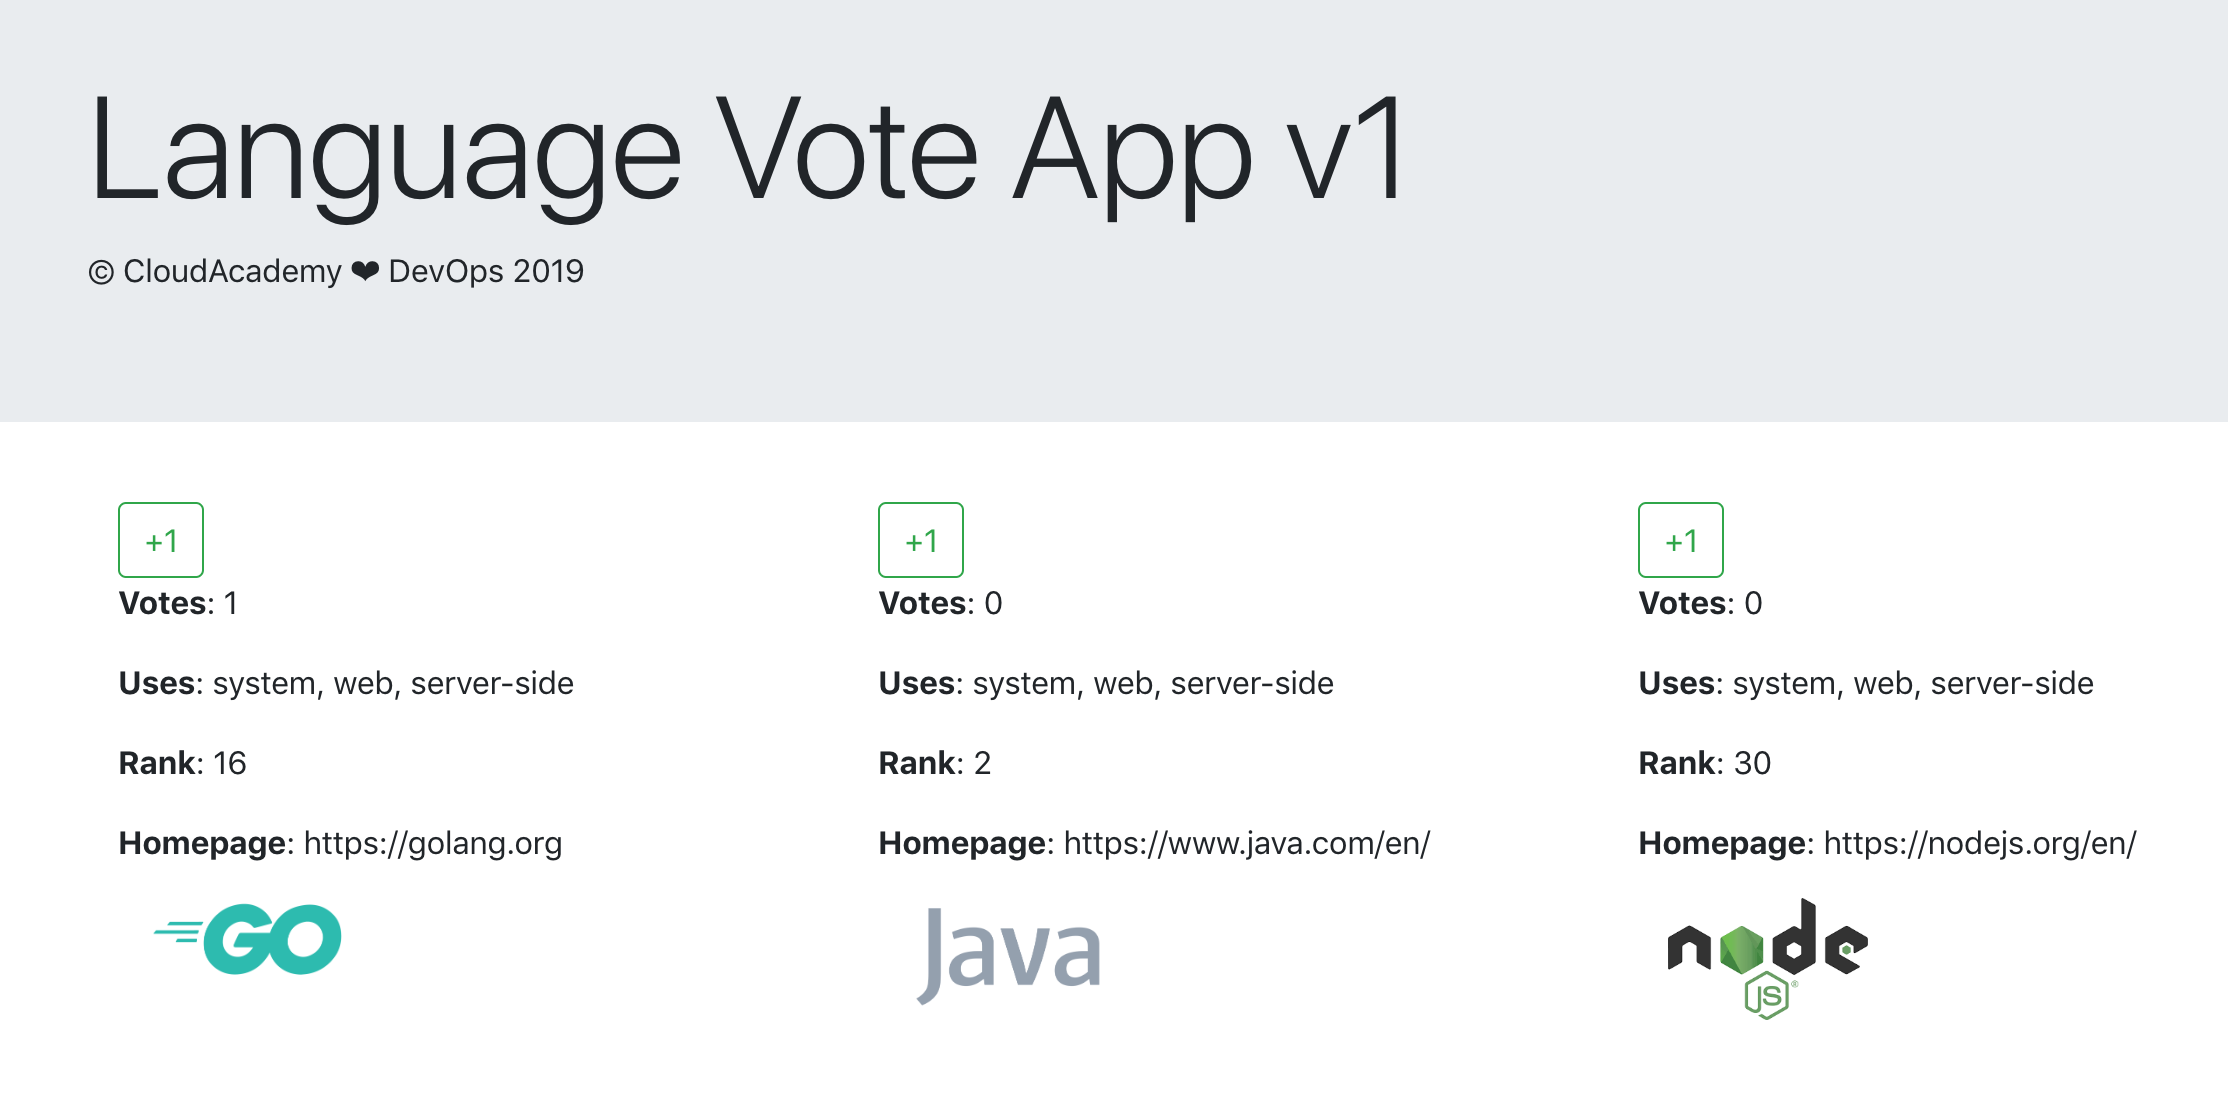 Language Vote App v1
© CloudAcademy ❤ DevOps 2019
+1
Votes: 1
Uses: system, web, server-side
Rank: 16
Homepage: https://golang.org
GO
+1
Votes: 0
Uses: system, web, server-side
Rank: 2
Homepage: https://www.java.com/en/
Java
+1
Votes: 0
Uses: system, web, server-side
Rank: 30
Homepage: https://nodejs.org/en/
node
JS®